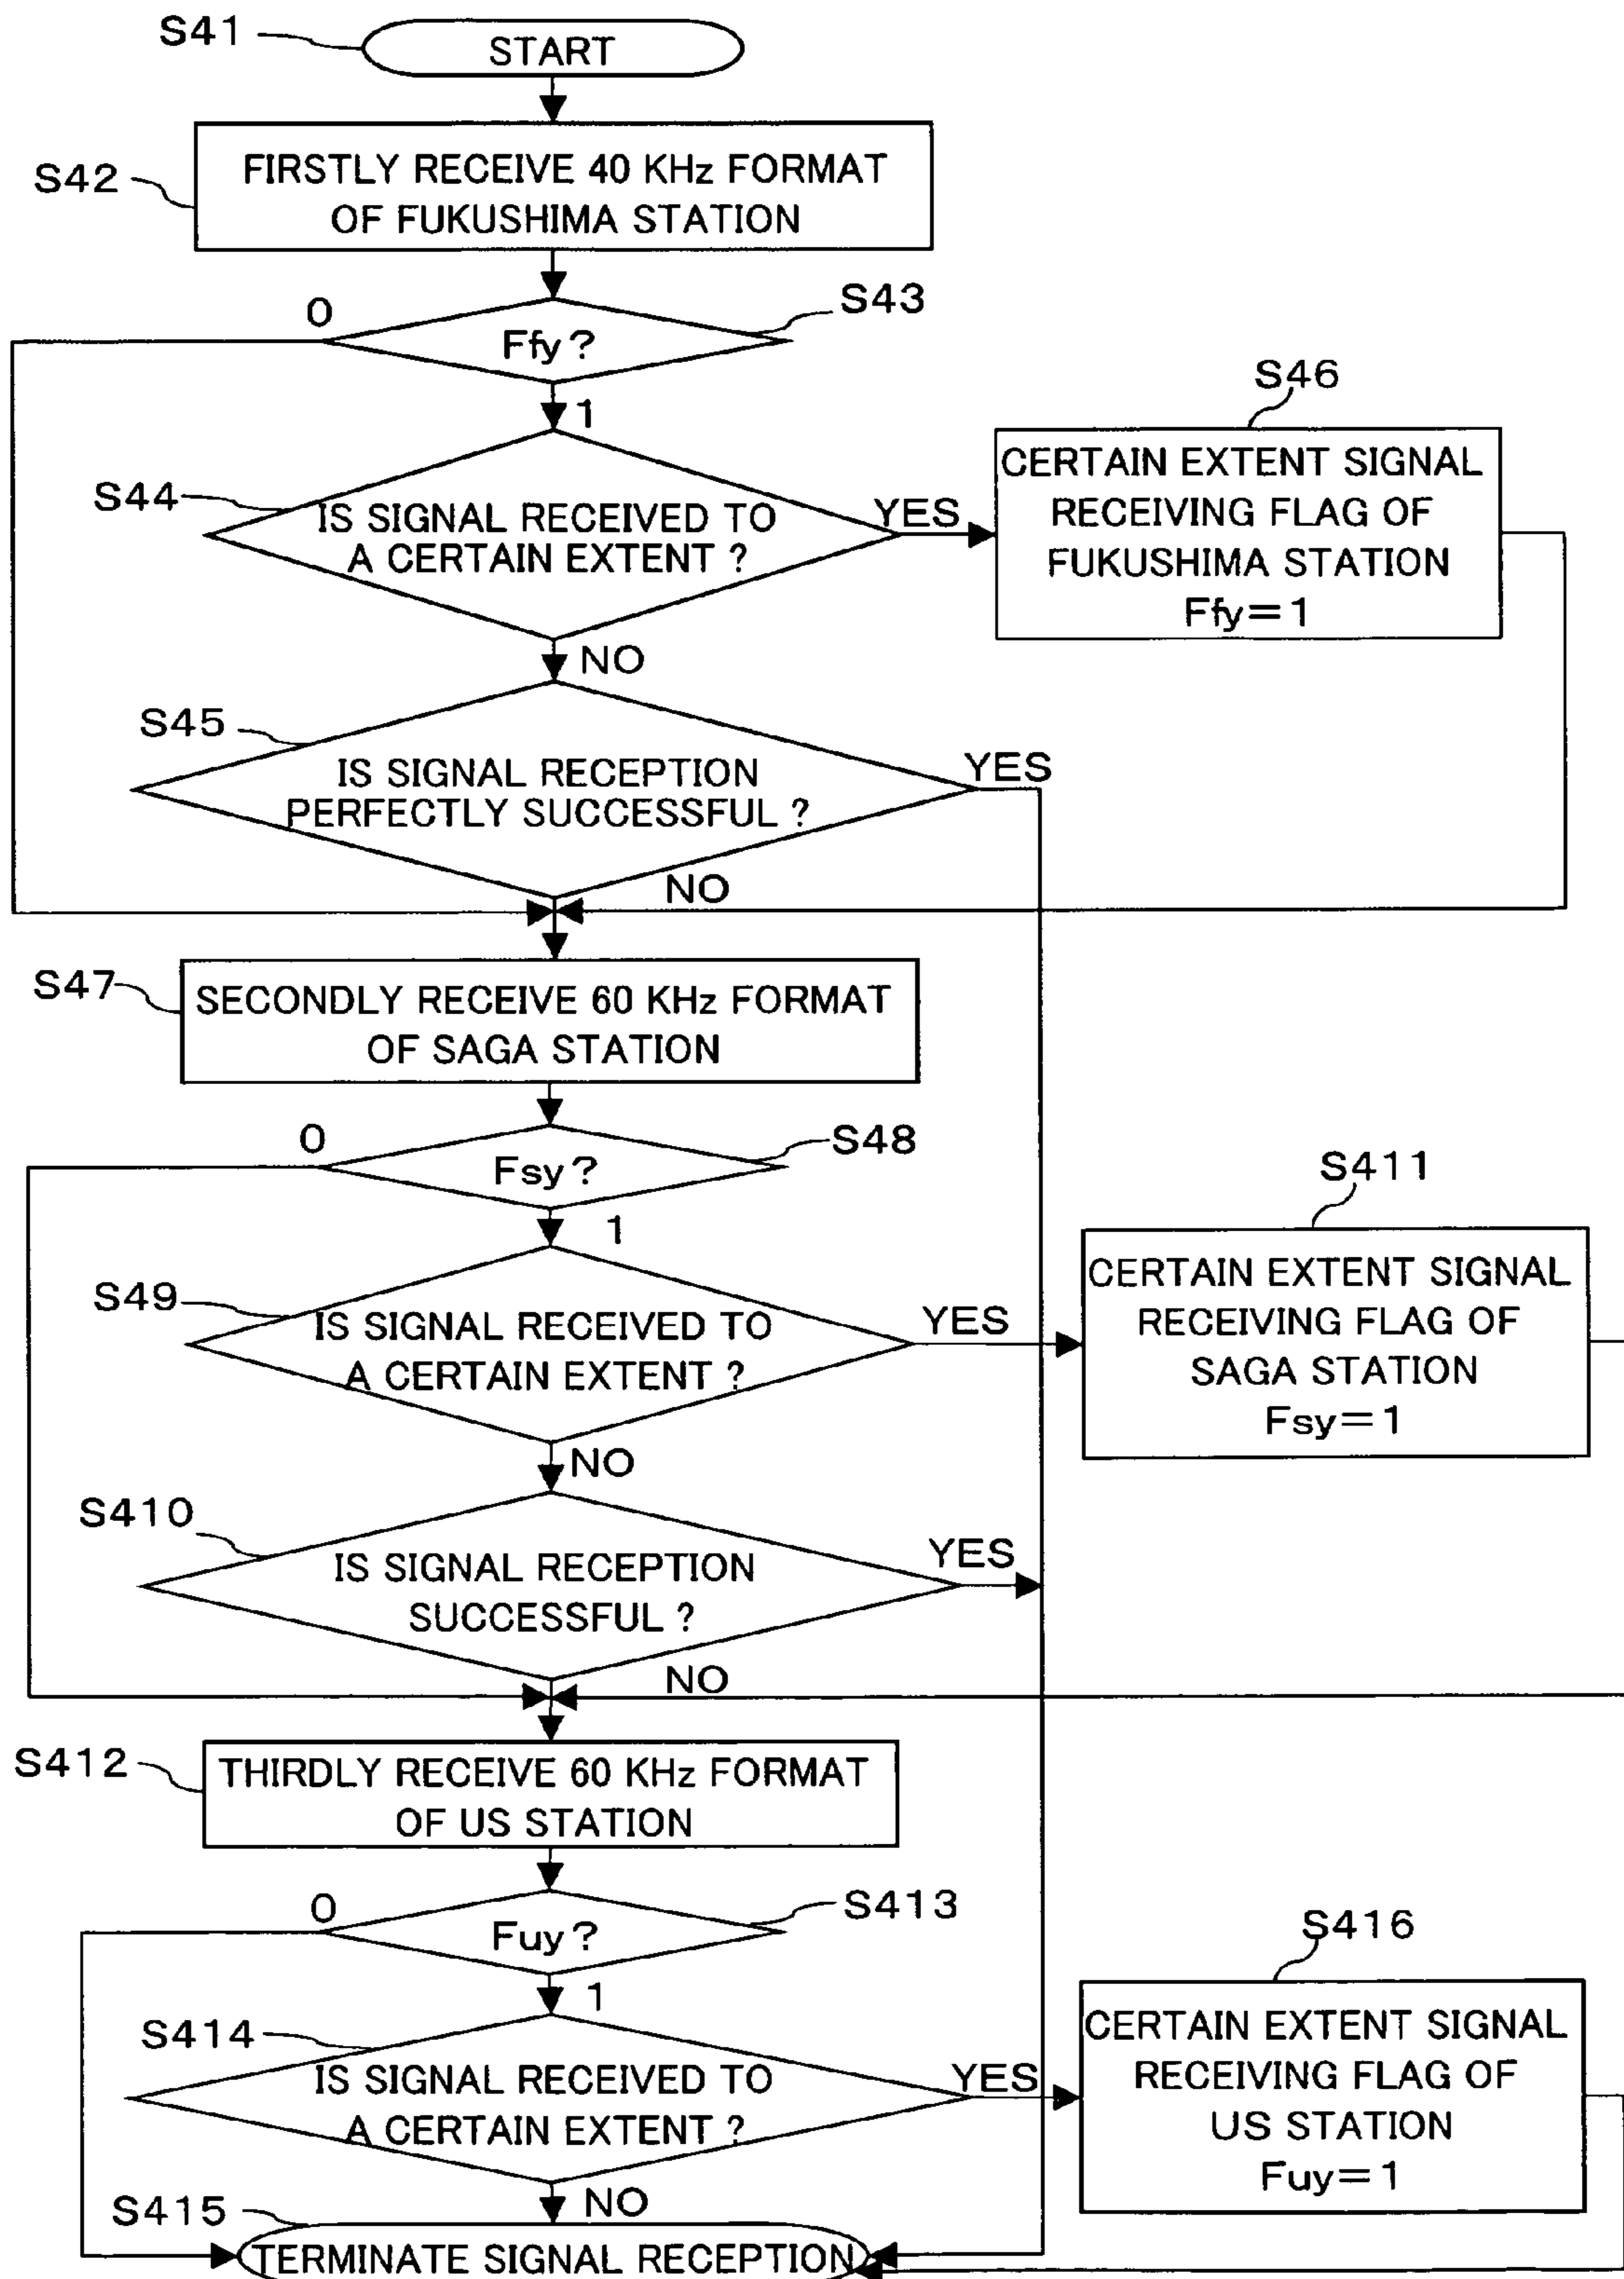 S41
START
S42
FIRSTLY RECEIVE 40 KHz FORMAT
OF FUKUSHIMA STATION
0
S43
Ffy?
1
S46
S44
IS SIGNAL RECEIVED TO
A CERTAIN EXTENT ?
YES
CERTAIN EXTENT SIGNAL
RECEIVING FLAG OF
FUKUSHIMA STATION
Ffy=1
NO
S45
IS SIGNAL RECEPTION
PERFECTLY SUCCESSFUL ?
YES
NO
S47
SECONDLY RECEIVE 60 KHz FORMAT
OF SAGA STATION
0
S48
Fsy?
1
S411
S49
IS SIGNAL RECEIVED TO
A CERTAIN EXTENT ?
YES
CERTAIN EXTENT SIGNAL
RECEIVING FLAG OF
SAGA STATION
Fsy=1
NO
S410
IS SIGNAL RECEPTION
SUCCESSFUL ?
YES
NO
S412
THIRDLY RECEIVE 60 KHz FORMAT
OF US STATION
0
S413
Fuy?
1
S416
S414
IS SIGNAL RECEIVED TO
A CERTAIN EXTENT ?
YES
CERTAIN EXTENT SIGNAL
RECEIVING FLAG OF
US STATION
Fuy=1
NO
S415
TERMINATE SIGNAL RECEPTION